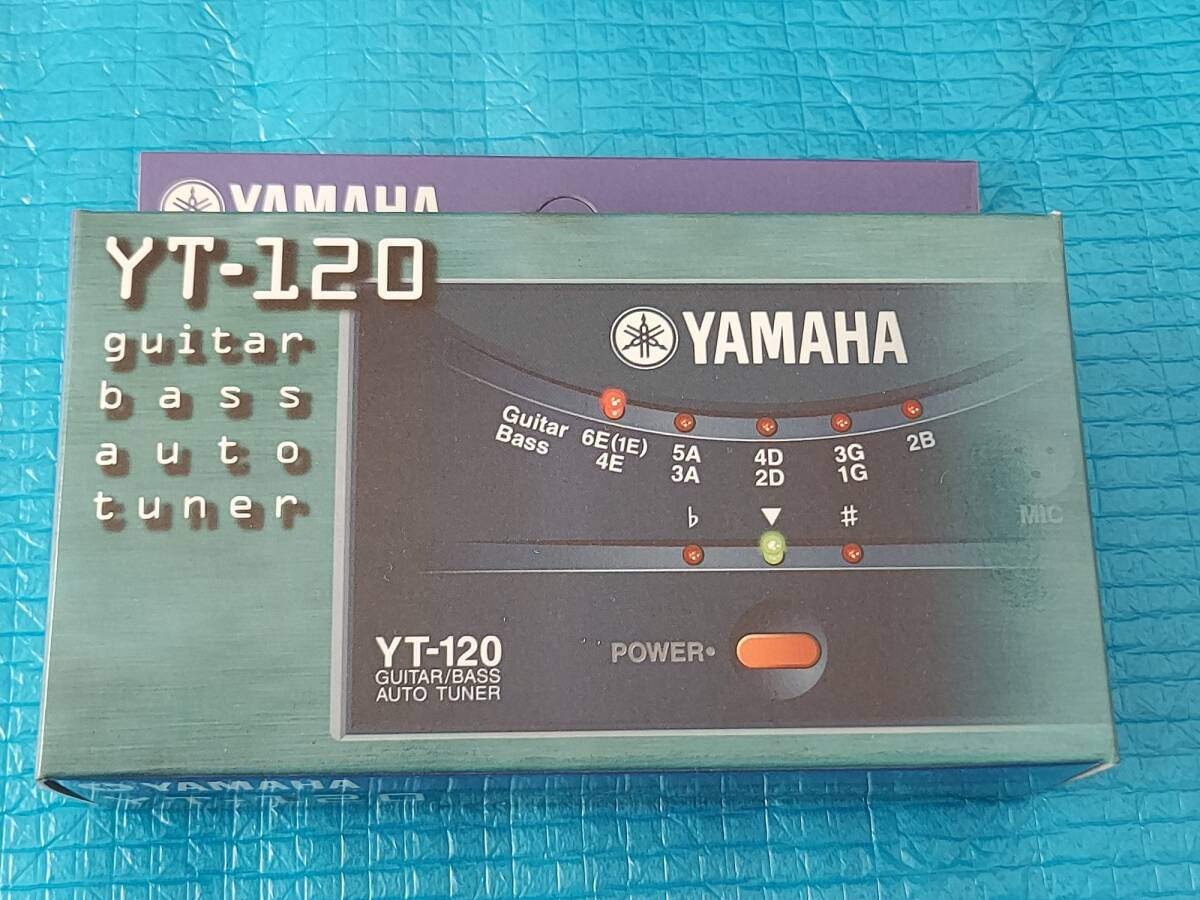 YAMAHA
YT-120
guitar
bass
auto
tuner
YAMAHA
Guitar 6E(1E) 5A 4D 3G 2B
Bass 4E 3A 2D 1G
♭ ▼ ♯
MIC
POWER•
YT-120
GUITAR/BASS
AUTO TUNER
YAMAHA